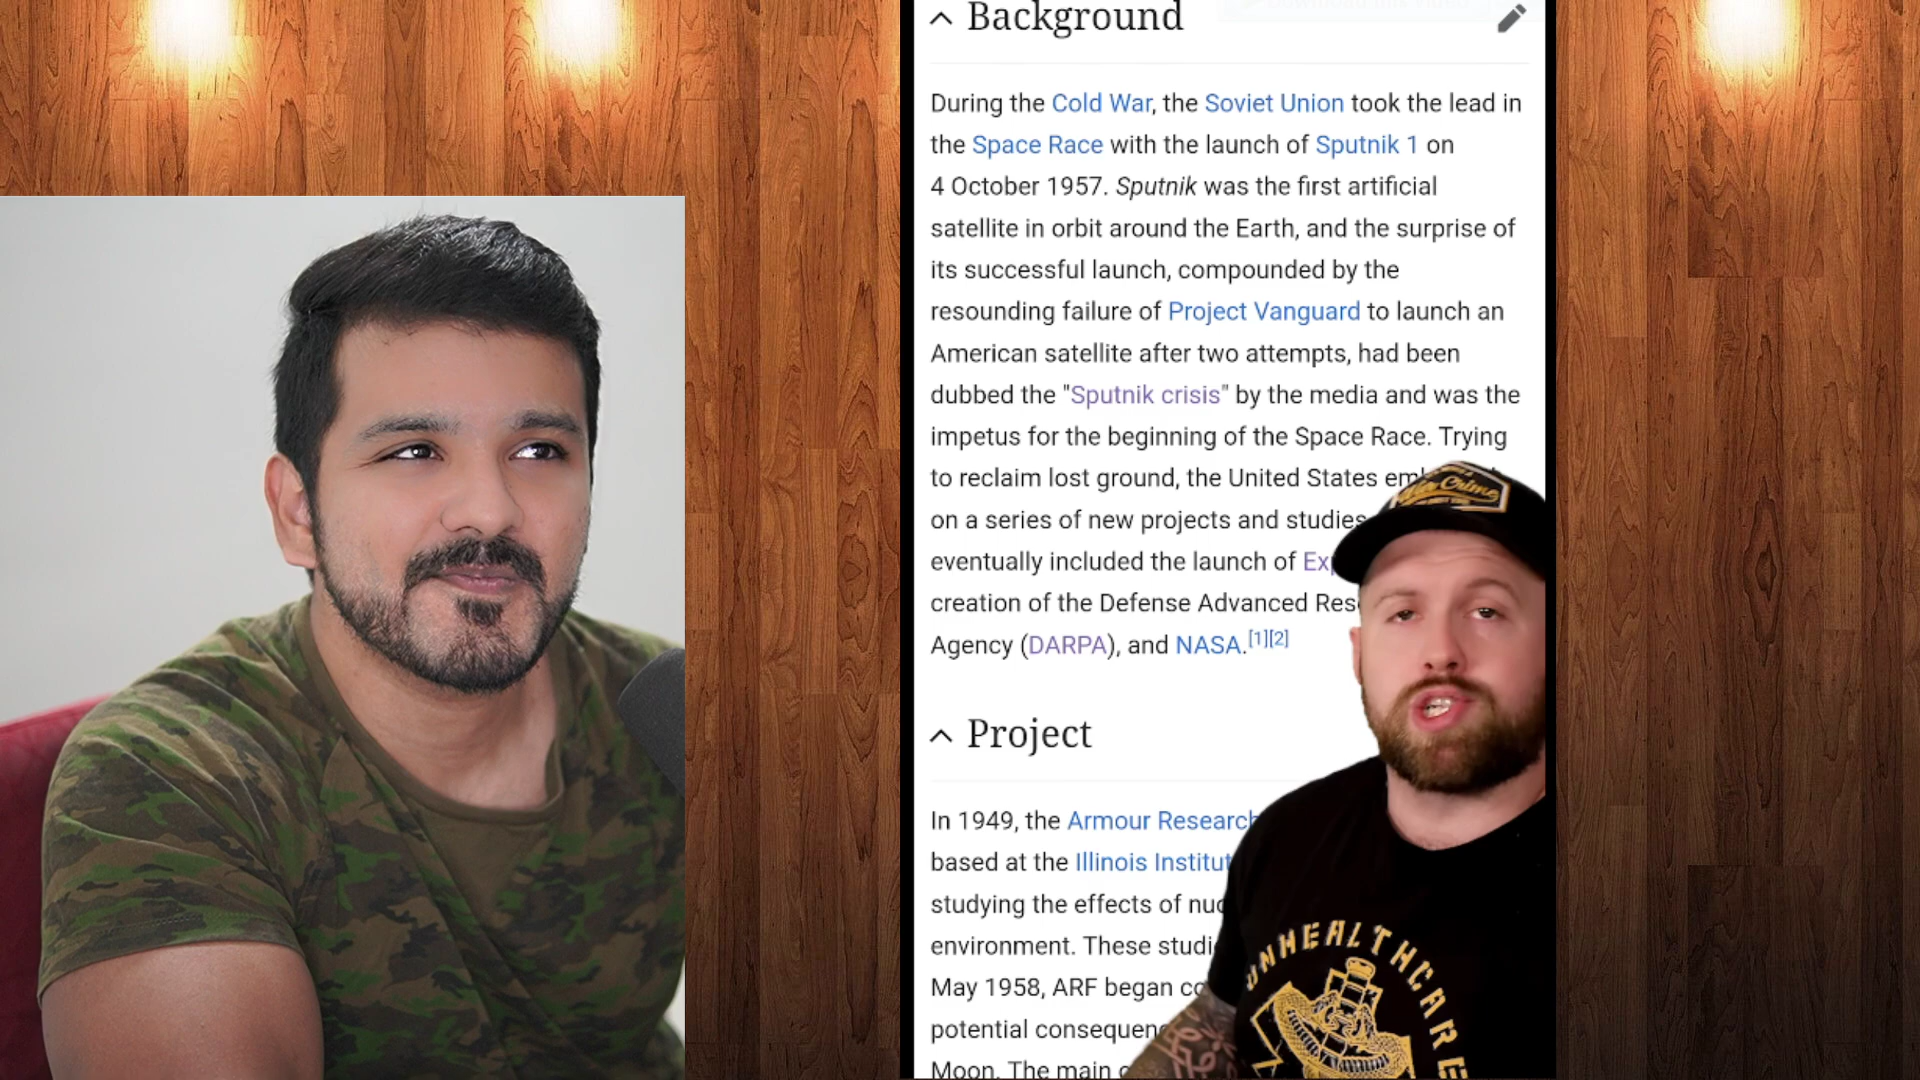 Background
During the Cold War, the Soviet Union took the lead in
the Space Race with the launch of Sputnik 1 on
4 October 1957. Sputnik was the first artificial
satellite in orbit around the Earth, and the surprise of
its successful launch, compounded by the
resounding failure of Project Vanguard to launch an
American satellite after two attempts, had been
dubbed the "Sputnik crisis" by the media and was the
impetus for the beginning of the Space Race. Trying
to reclaim lost ground, the United States
on a series of new projects and studies
eventually included the launch of
creation of the Defense Advanced
Agency (DARPA), and NASA.[1][2]
Project
In 1949, the Armour Research
based at the Illinois
studying the effects of
environment. These
May 1958, ARF began
potential
Moon. The main
Crime
UNHEALTHCARE